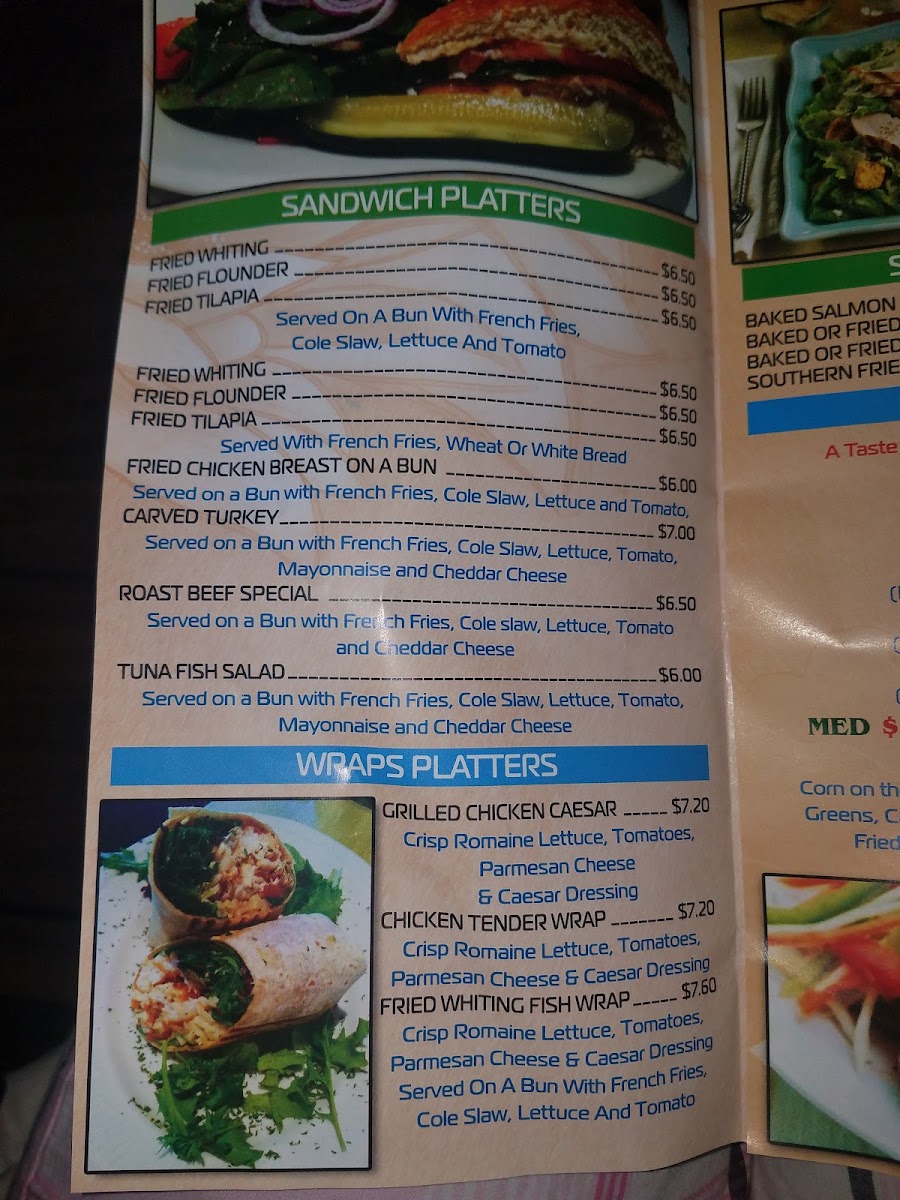 SANDWICH PLATTERS
FRIED WHITING $6.50
FRIED FLOUNDER $6.50
FRIED TILAPIA $6.50
Served On A Bun With French Fries,
Cole Slaw, Lettuce And Tomato
FRIED WHITING $6.50
FRIED FLOUNDER $6.50
FRIED TILAPIA $6.50
Served With French Fries, Wheat Or White Bread
FRIED CHICKEN BREAST ON A BUN $6.00
Served on a Bun with French Fries, Cole Slaw, Lettuce and Tomato,
CARVED TURKEY $7.00
Served on a Bun with French Fries, Cole Slaw, Lettuce, Tomato,
Mayonnaise and Cheddar Cheese
ROAST BEEF SPECIAL $6.50
Served on a Bun with French Fries, Cole slaw, Lettuce, Tomato
and Cheddar Cheese
TUNA FISH SALAD $6.00
Served on a Bun with French Fries, Cole Slaw, Lettuce, Tomato,
Mayonnaise and Cheddar Cheese
WRAPS PLATTERS
GRILLED CHICKEN CAESAR $7.20
Crisp Romaine Lettuce, Tomatoes,
Parmesan Cheese
& Caesar Dressing
CHICKEN TENDER WRAP $7.20
Crisp Romaine Lettuce, Tomatoes,
Parmesan Cheese & Caesar Dressing
FRIED WHITING FISH WRAP $7.60
Crisp Romaine Lettuce, Tomatoes,
Parmesan Cheese & Caesar Dressing
Served On A Bun With French Fries,
Cole Slaw, Lettuce And Tomato
BAKED SALMON
BAKED OR FRIED
BAKED OR FRIED
SOUTHERN FRIE
A Taste
MED $
Corn on th
Greens, C
Fried